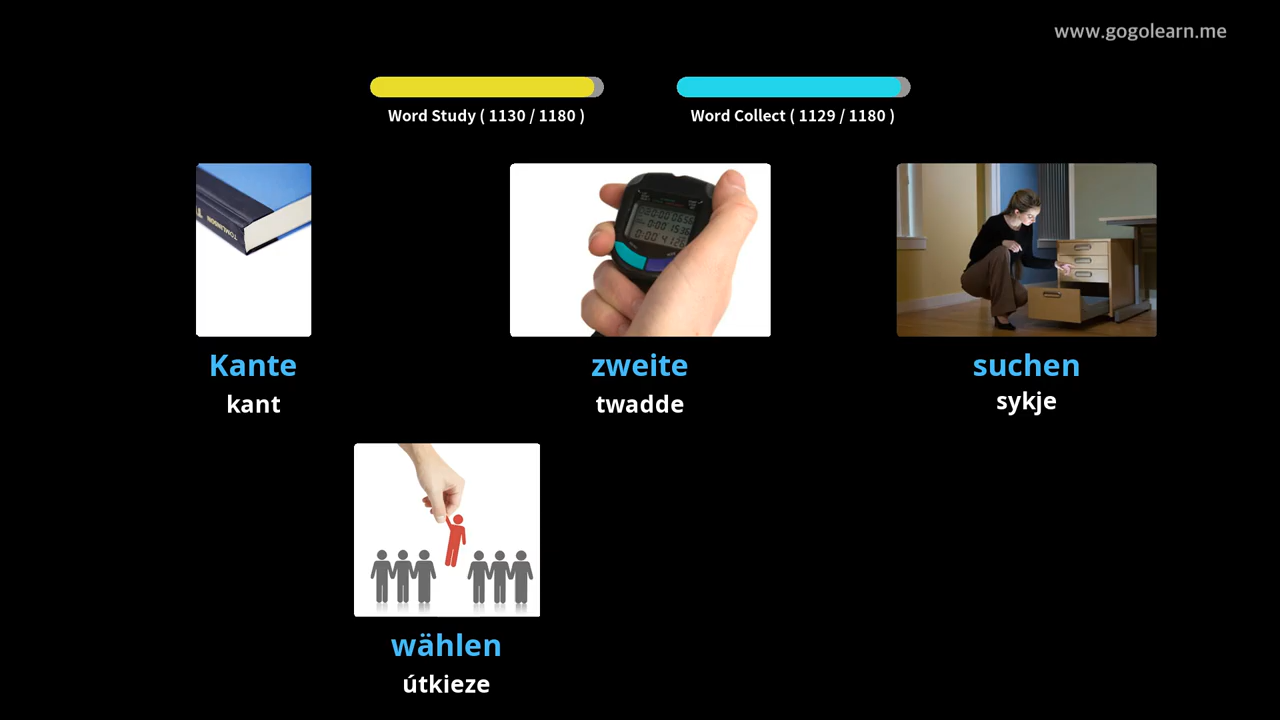 www.gogolearn.me
Word Study ( 1130 / 1180 )
Word Collect ( 1129 / 1180 )
TOMLINSON
Kante
kant
zweite
twadde
suchen
sykje
wählen
útkieze